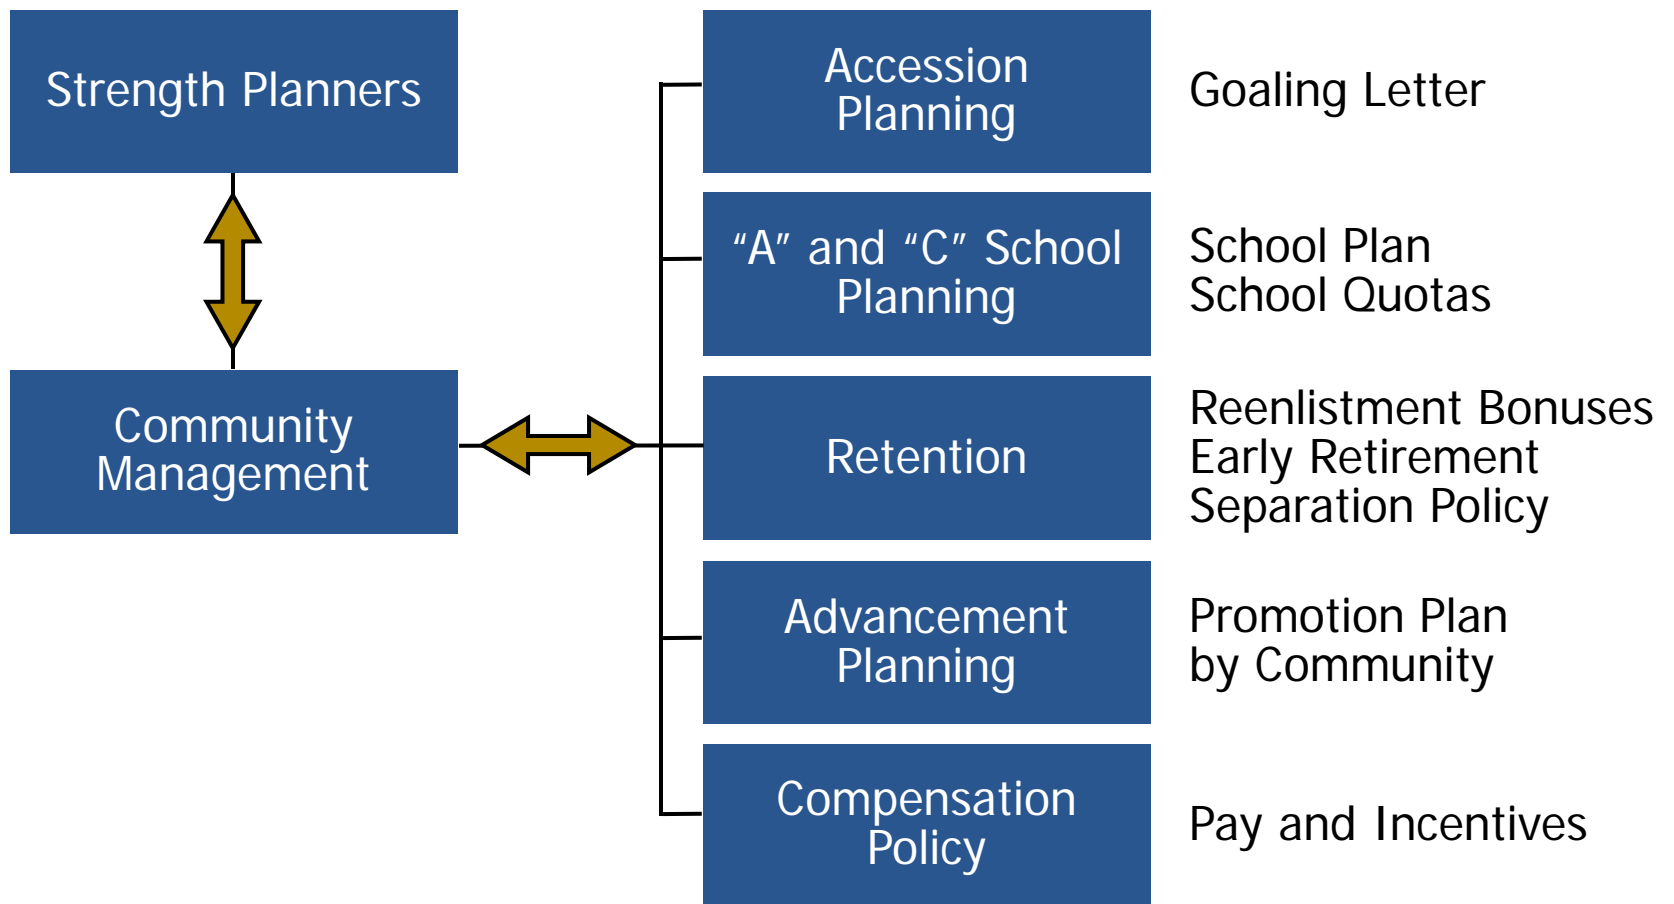 Strength Planners
Community
Management
Accession
Planning
Goaling Letter
“A” and “C” School
Planning
School Plan
School Quotas
Retention
Reenlistment Bonuses
Early Retirement
Separation Policy
Advancement
Planning
Promotion Plan
by Community
Compensation
Policy
Pay and Incentives